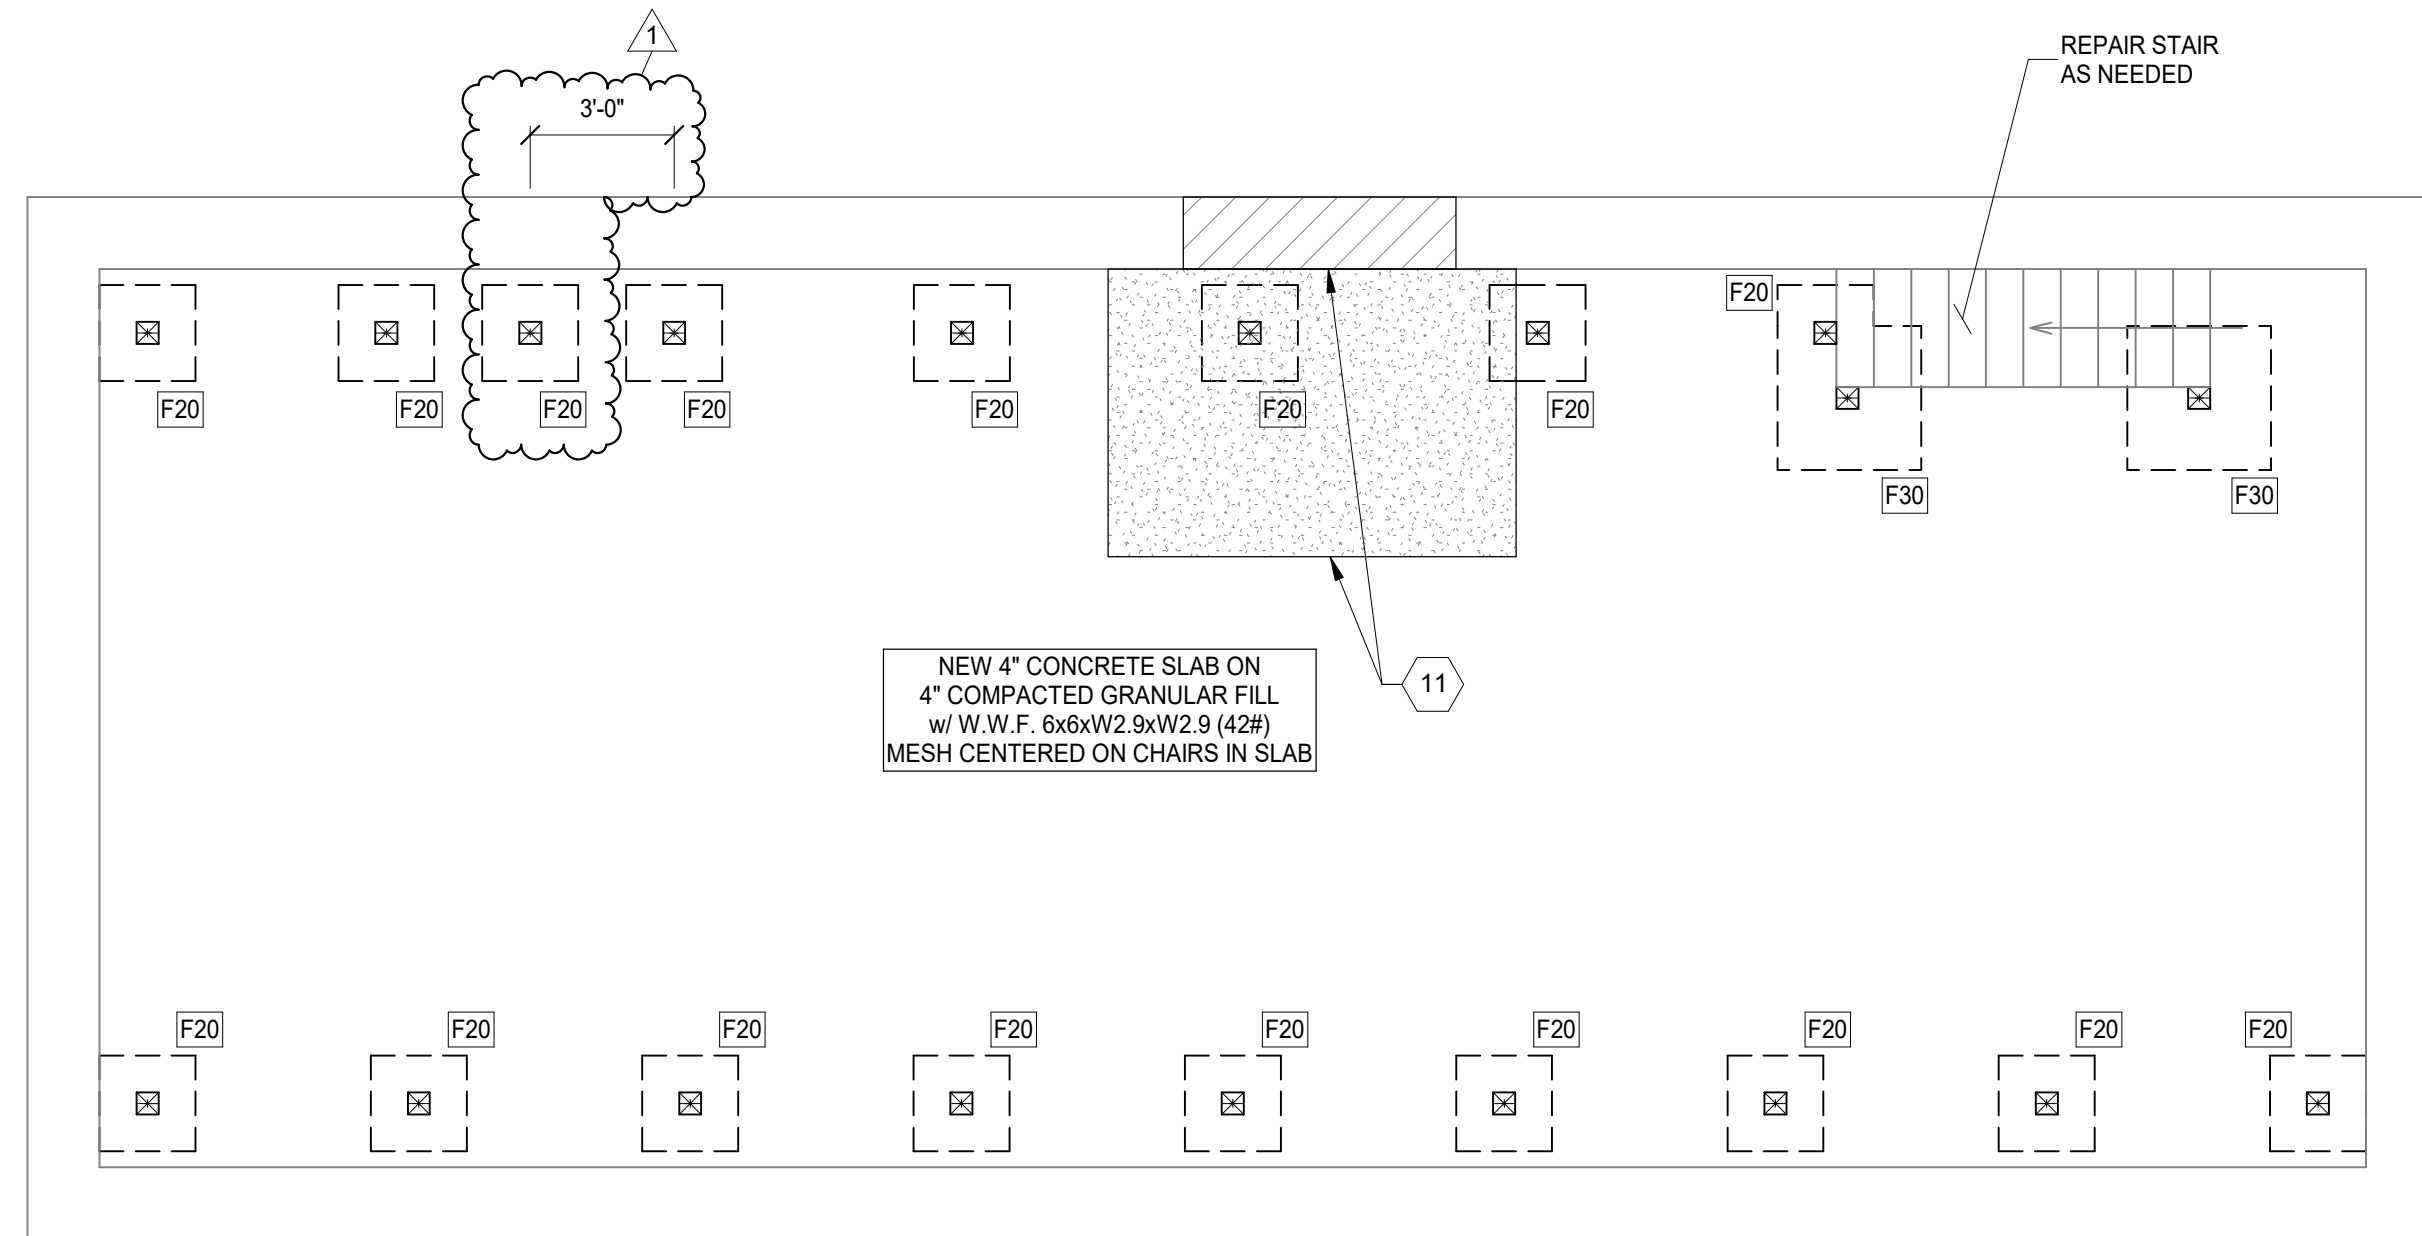 1
3'-0"
REPAIR STAIR
AS NEEDED
F20
F20
F20
F20
F20
F20
F20
F20
F30
F30
NEW 4" CONCRETE SLAB ON
4" COMPACTED GRANULAR FILL
w/ W.W.F. 6x6xW2.9xW2.9 (42#)
MESH CENTERED ON CHAIRS IN SLAB
11
F20
F20
F20
F20
F20
F20
F20
F20
F20